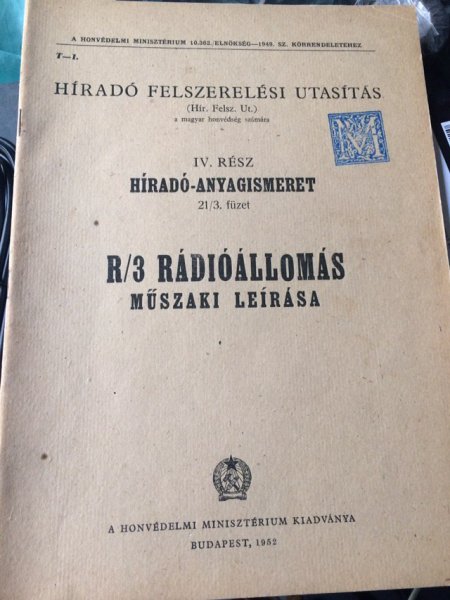 A HONVÉDELMI MINISZTÉRIUM 10.362./ELNÖKSÉG—1949. SZ. KÖRRENDELETÉHEZ
T—1.
HÍRADÓ FELSZERELÉSI UTASÍTÁS
(Hir. Felsz. Ut.)
a magyar honvédség számára
M
IV. RÉSZ
HÍRADÓ-ANYAGISMERET
21/3. füzet
R/3 RÁDIÓÁLLOMÁS
MŰSZAKI LEÍRÁSA
A HONVÉDELMI MINISZTÉRIUM KIADVÁNYA
BUDAPEST, 1952